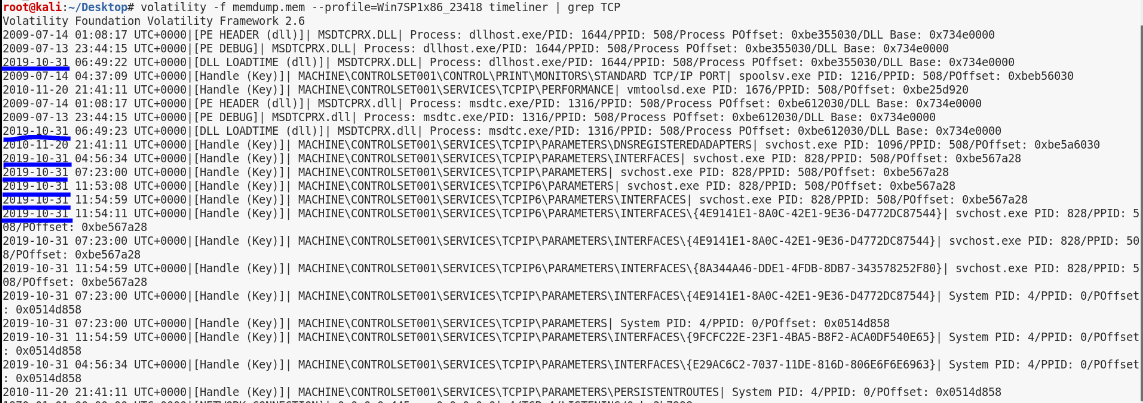 root@kali:~/Desktop# volatility -f memdump.mem --profile=Win7SP1x86_23418 timeliner | grep TCP
Volatility Foundation Volatility Framework 2.6
2009-07-14 01:08:17 UTC+0000|[PE HEADER (dll)]| MSDTCPRX.DLL| Process: dllhost.exe/PID: 1644/PPID: 508/Process POffset: 0xbe355030/DLL Base: 0x734e0000
2009-07-13 23:44:15 UTC+0000|[PE DEBUG]| MSDTCPRX.DLL| Process: dllhost.exe/PID: 1644/PPID: 508/Process POffset: 0xbe355030/DLL Base: 0x734e0000
2019-10-31 06:49:22 UTC+0000|[DLL LOADTIME (dll)]| MSDTCPRX.DLL| Process: dllhost.exe/PID: 1644/PPID: 508/Process POffset: 0xbe355030/DLL Base: 0x734e0000
2009-07-14 04:37:09 UTC+0000|[Handle (Key)]| MACHINE\CONTROLSET001\CONTROL\PRINT\MONITORS\STANDARD TCP/IP PORT| spoolsv.exe PID: 1216/PPID: 508/POffset: 0xbeb56030
2010-11-20 21:41:11 UTC+0000|[Handle (Key)]| MACHINE\CONTROLSET001\SERVICES\TCPIP\PERFORMANCE| vmtoolsd.exe PID: 1676/PPID: 508/POffset: 0xbe25d920
2009-07-14 01:08:17 UTC+0000|[PE HEADER (dll)]| MSDTCPRX.dll| Process: msdtc.exe/PID: 1316/PPID: 508/Process POffset: 0xbe612030/DLL Base: 0x734e0000
2009-07-13 23:44:15 UTC+0000|[PE DEBUG]| MSDTCPRX.dll| Process: msdtc.exe/PID: 1316/PPID: 508/Process POffset: 0xbe612030/DLL Base: 0x734e0000
2019-10-31 06:49:23 UTC+0000|[DLL LOADTIME (dll)]| MSDTCPRX.dll| Process: msdtc.exe/PID: 1316/PPID: 508/Process POffset: 0xbe612030/DLL Base: 0x734e0000
2010-11-20 21:41:11 UTC+0000|[Handle (Key)]| MACHINE\CONTROLSET001\SERVICES\TCPIP\PARAMETERS\DNSREGISTEREDADAPTERS| svchost.exe PID: 1096/PPID: 508/POffset: 0xbe5a6030
2019-10-31 04:56:34 UTC+0000|[Handle (Key)]| MACHINE\CONTROLSET001\SERVICES\TCPIP\PARAMETERS\INTERFACES| svchost.exe PID: 828/PPID: 508/POffset: 0xbe567a28
2019-10-31 07:23:00 UTC+0000|[Handle (Key)]| MACHINE\CONTROLSET001\SERVICES\TCPIP\PARAMETERS| svchost.exe PID: 828/PPID: 508/POffset: 0xbe567a28
2019-10-31 11:53:08 UTC+0000|[Handle (Key)]| MACHINE\CONTROLSET001\SERVICES\TCPIP6\PARAMETERS| svchost.exe PID: 828/PPID: 508/POffset: 0xbe567a28
2019-10-31 11:54:59 UTC+0000|[Handle (Key)]| MACHINE\CONTROLSET001\SERVICES\TCPIP6\PARAMETERS\INTERFACES| svchost.exe PID: 828/PPID: 508/POffset: 0xbe567a28
2019-10-31 11:54:11 UTC+0000|[Handle (Key)]| MACHINE\CONTROLSET001\SERVICES\TCPIP6\PARAMETERS\INTERFACES\{4E9141E1-8A0C-42E1-9E36-D4772DC87544}| svchost.exe PID: 828/PPID: 5
08/POffset: 0xbe567a28
2019-10-31 07:23:00 UTC+0000|[Handle (Key)]| MACHINE\CONTROLSET001\SERVICES\TCPIP\PARAMETERS\INTERFACES\{4E9141E1-8A0C-42E1-9E36-D4772DC87544}| svchost.exe PID: 828/PPID: 50
8/POffset: 0xbe567a28
2019-10-31 11:54:59 UTC+0000|[Handle (Key)]| MACHINE\CONTROLSET001\SERVICES\TCPIP6\PARAMETERS\INTERFACES\{8A344A46-DDE1-4FDB-8DB7-343578252F80}| svchost.exe PID: 828/PPID: 5
08/POffset: 0xbe567a28
2019-10-31 07:23:00 UTC+0000|[Handle (Key)]| MACHINE\CONTROLSET001\SERVICES\TCPIP\PARAMETERS\INTERFACES\{4E9141E1-8A0C-42E1-9E36-D4772DC87544}| System PID: 4/PPID: 0/POffset
: 0x0514d858
2019-10-31 07:23:00 UTC+0000|[Handle (Key)]| MACHINE\CONTROLSET001\SERVICES\TCPIP\PARAMETERS| System PID: 4/PPID: 0/POffset: 0x0514d858
2019-10-31 11:54:59 UTC+0000|[Handle (Key)]| MACHINE\CONTROLSET001\SERVICES\TCPIP\PARAMETERS\INTERFACES\{9FCFC22E-23F1-4BA5-B8F2-ACA0DF540E65}| System PID: 4/PPID: 0/POffset
: 0x0514d858
2019-10-31 04:56:34 UTC+0000|[Handle (Key)]| MACHINE\CONTROLSET001\SERVICES\TCPIP\PARAMETERS\INTERFACES\{E29AC6C2-7037-11DE-816D-806E6F6E6963}| System PID: 4/PPID: 0/POffset
: 0x0514d858
2010-11-20 21:41:11 UTC+0000|[Handle (Key)]| MACHINE\CONTROLSET001\SERVICES\TCPIP\PARAMETERS\PERSISTENTROUTES| System PID: 4/PPID: 0/POffset: 0x0514d858